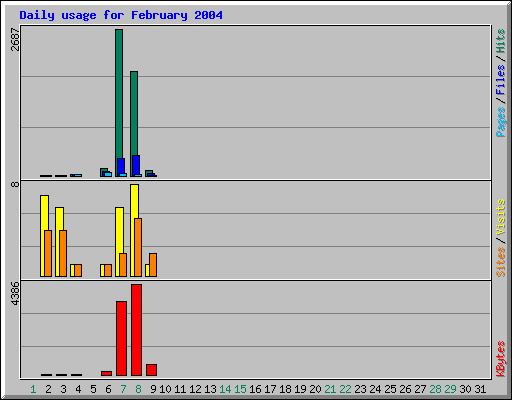 Daily usage for February 2004
2687
8
4386
Pages / Files / Hits
Sites / Visits
KBytes
1 2 3 4 5 6 7 8 9 10 11 12 13 14 15 16 17 18 19 20 21 22 23 24 25 26 27 28 29 30 31